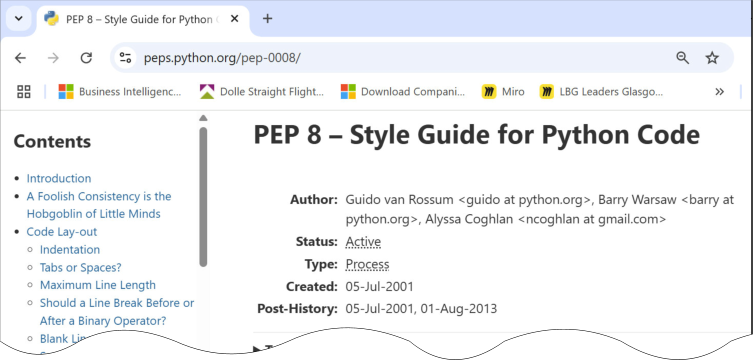 PEP 8 – Style Guide for Python
peps.python.org/pep-0008/
Business Intelligenc...
Dolle Straight Flight...
Download Compani...
Miro
LBG Leaders Glasgo...
Contents
Introduction
A Foolish Consistency is the
Hobgoblin of Little Minds
Code Lay-out
Indentation
Tabs or Spaces?
Maximum Line Length
Should a Line Break Before or
After a Binary Operator?
Blank
PEP 8 – Style Guide for Python Code
Author: Guido van Rossum <guido at python.org>, Barry Warsaw <barry at
python.org>, Alyssa Coghlan <ncoghlan at gmail.com>
Status: Active
Type: Process
Created: 05-Jul-2001
Post-History: 05-Jul-2001, 01-Aug-2013